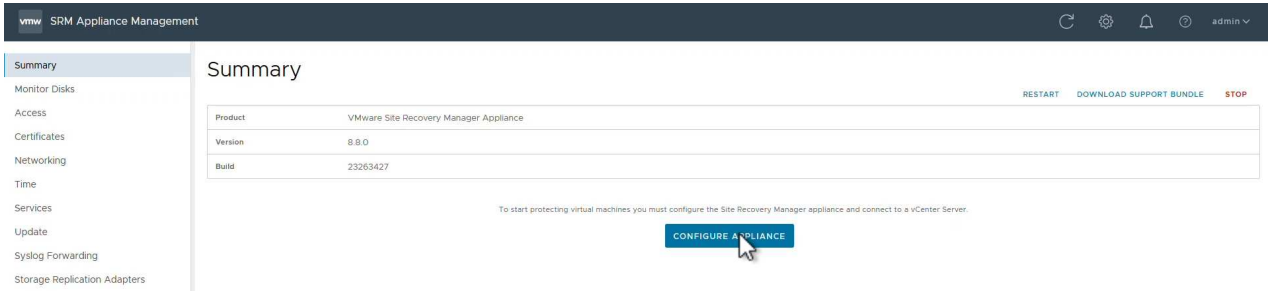 vmw SRM Appliance Management admin
Summary
Monitor Disks
Access
Certificates
Networking
Time
Services
Update
Syslog Forwarding
Storage Replication Adapters
Summary
RESTART DOWNLOAD SUPPORT BUNDLE STOP
Product VMware Site Recovery Manager Appliance
Version 8.8.0
Build 23263427
To start protecting virtual machines you must configure the Site Recovery Manager appliance and connect to a vCenter Server.
CONFIGURE APPLIANCE